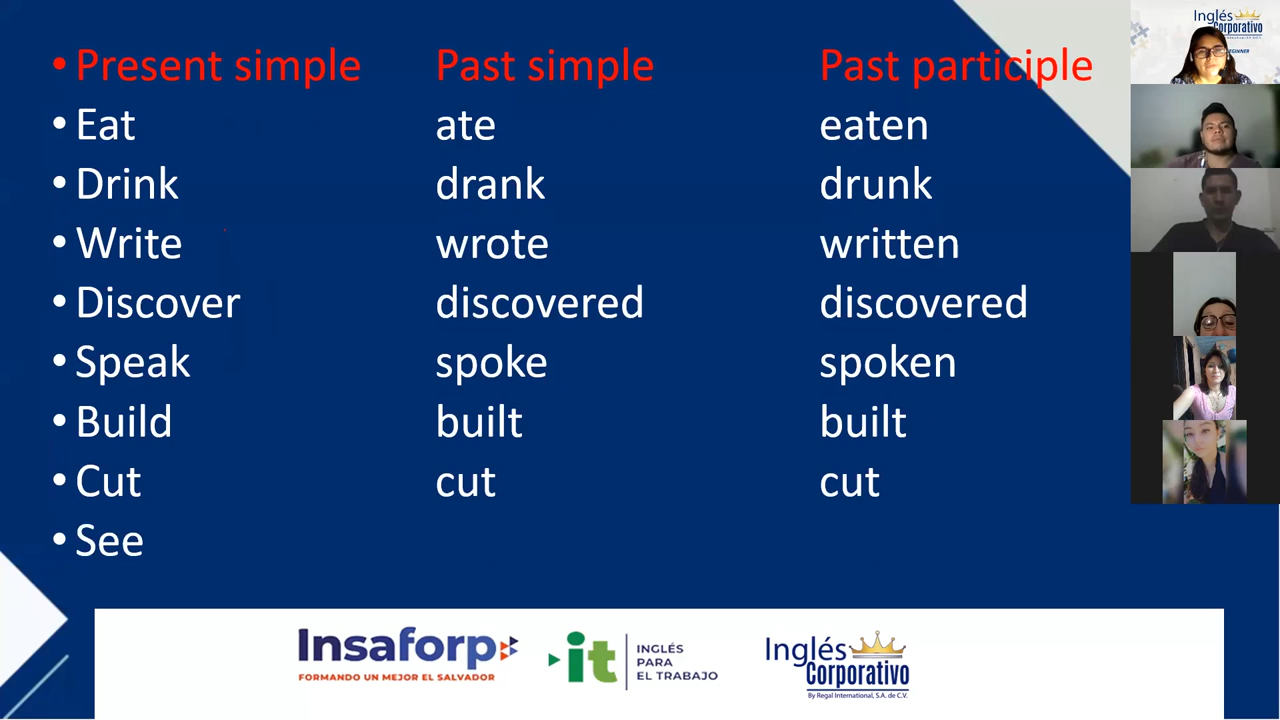 • Present simple Past simple Past participle
• Eat ate eaten
• Drink drank drunk
• Write wrote written
• Discover discovered discovered
• Speak spoke spoken
• Build built built
• Cut cut cut
• See
Insaforp
FORMANDO UN MEJOR EL SALVADOR
it
INGLÉS
PARA
EL TRABAJO
Inglés
Corporativo
By Regal International, S.A. de C.V.
Inglés
Corporativo